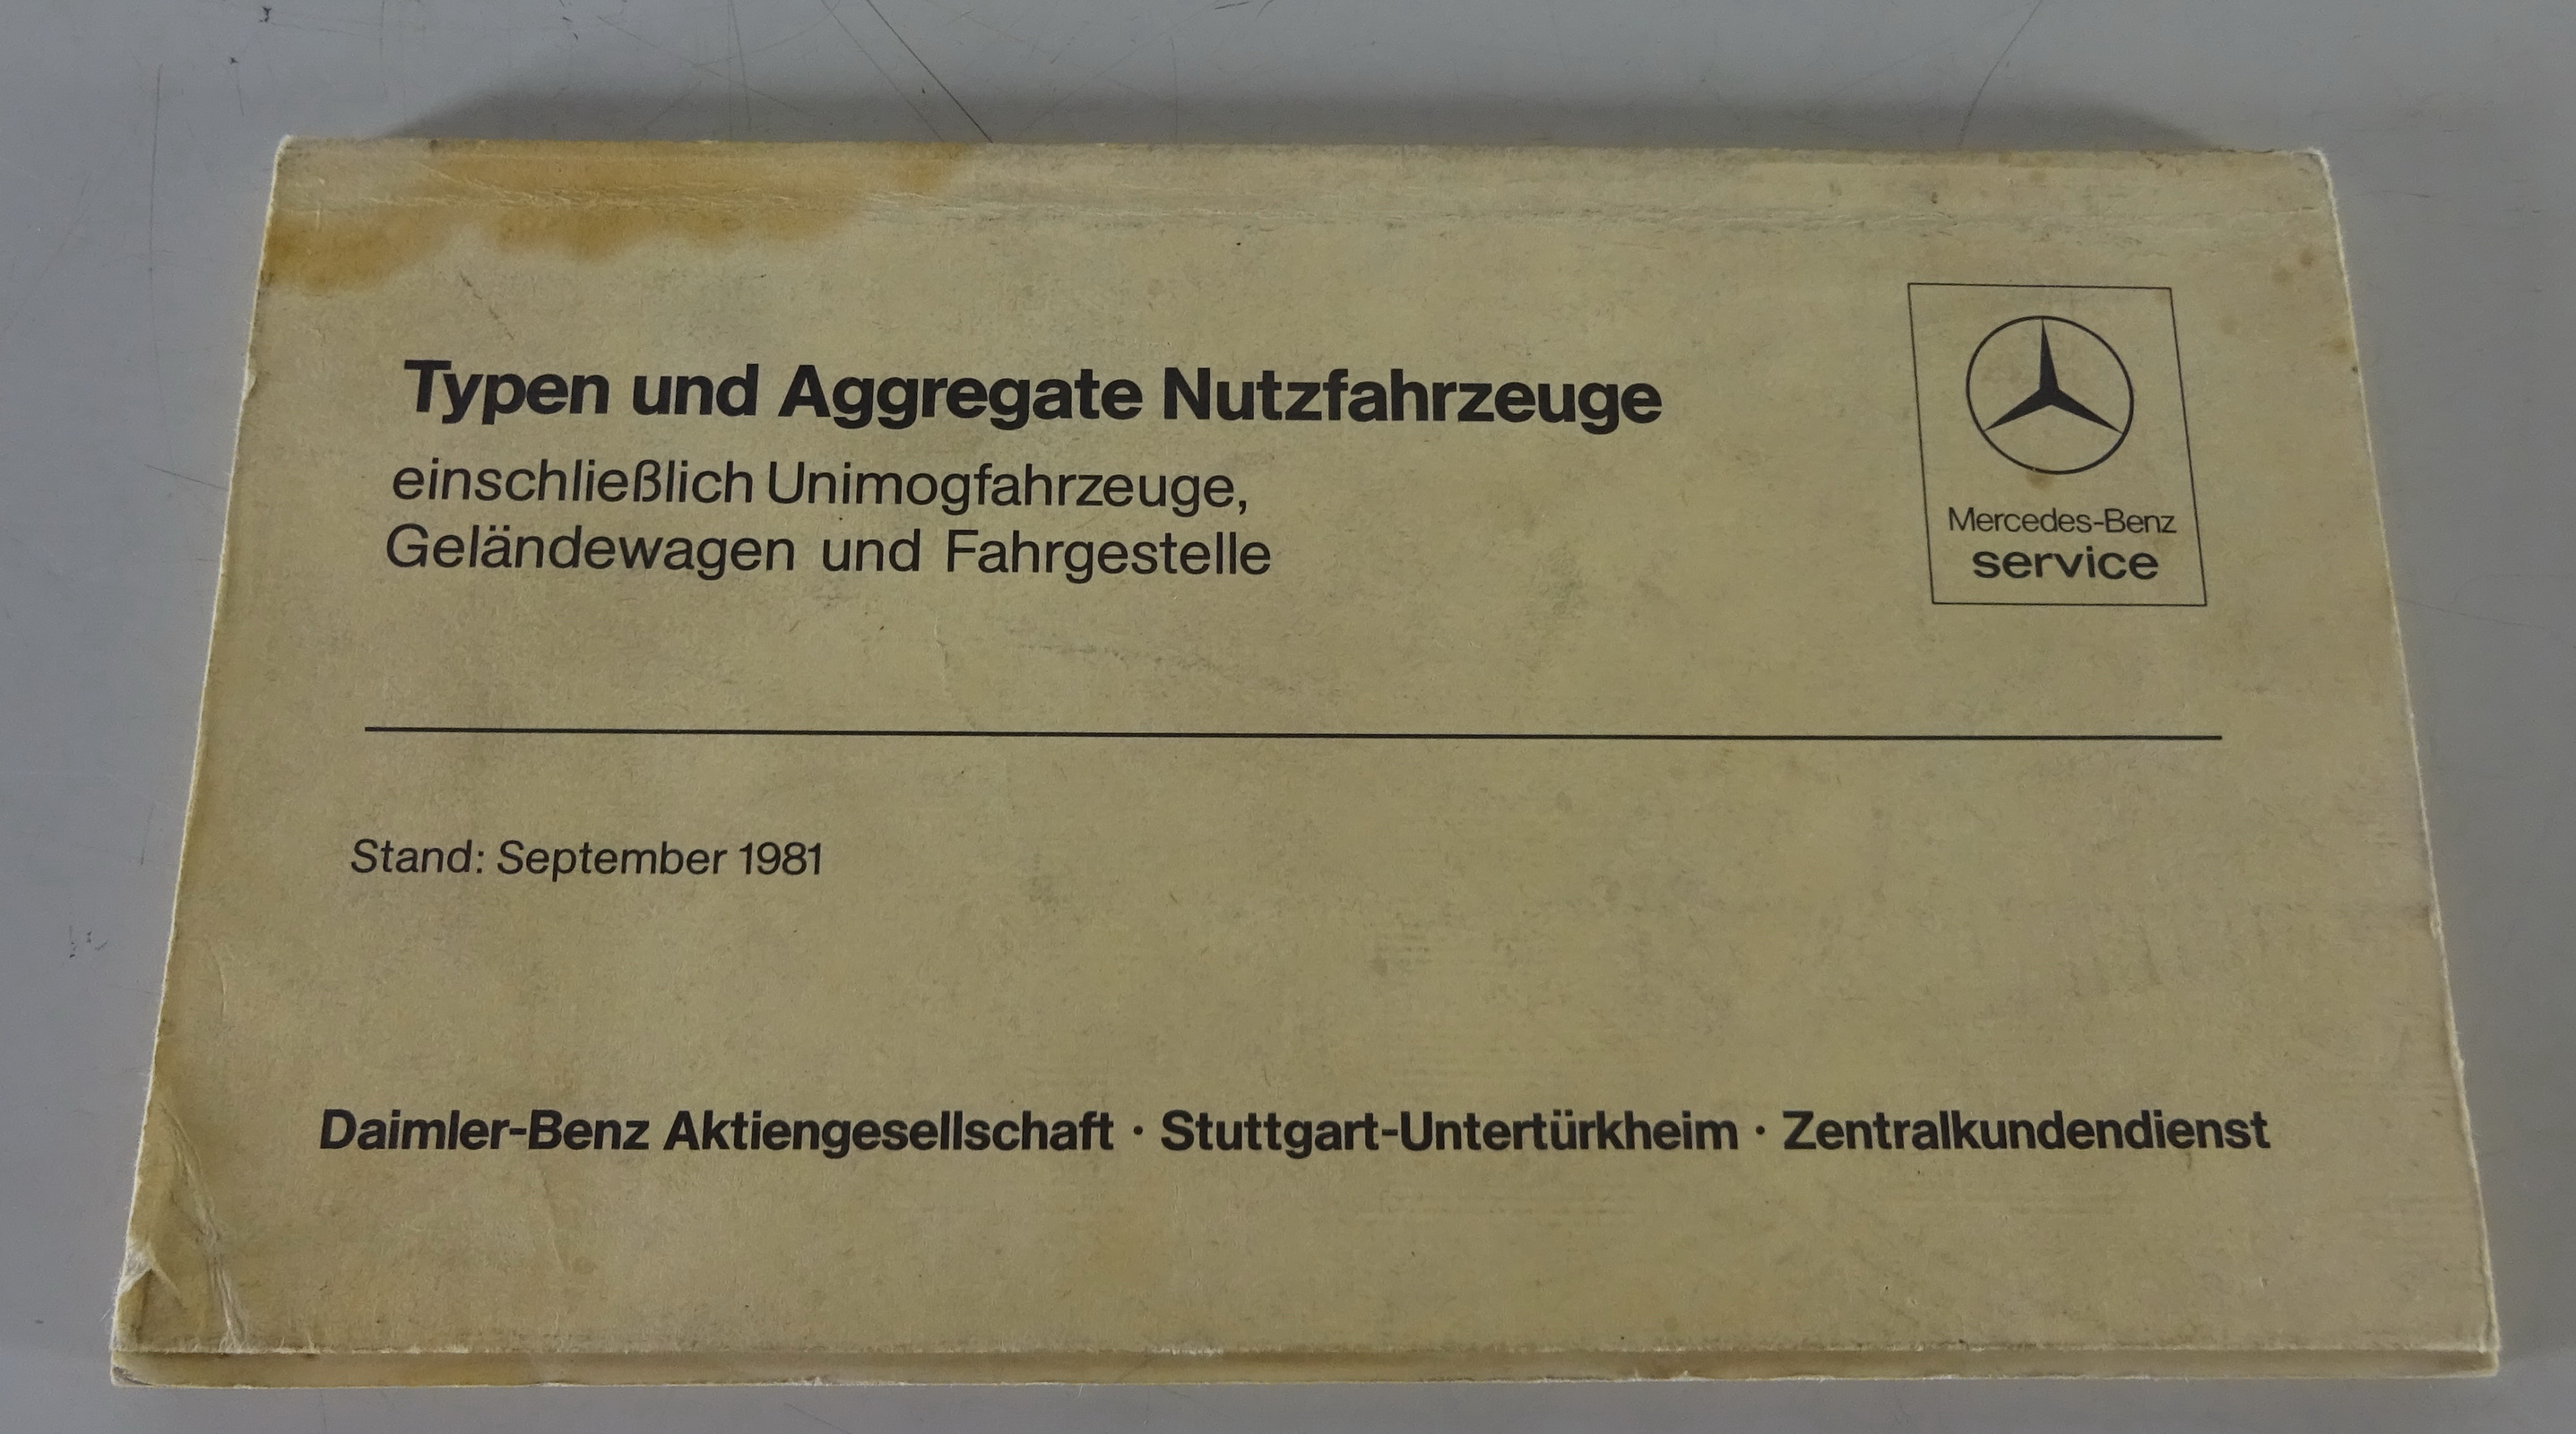 Typen und Aggregate Nutzfahrzeuge
einschließlich Unimogfahrzeuge,
Geländewagen und Fahrgestelle
Mercedes-Benz
service
Stand: September 1981
Daimler-Benz Aktiengesellschaft · Stuttgart-Untertürkheim · Zentralkundendienst